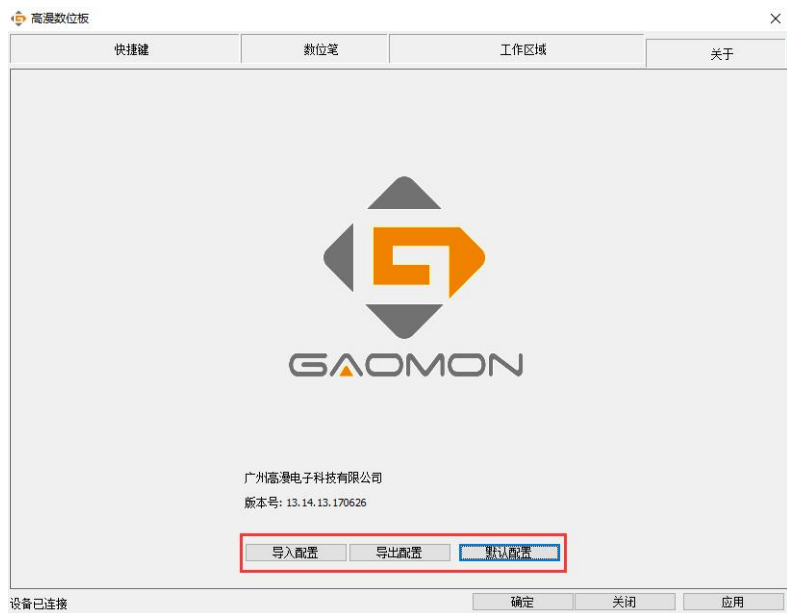 高漫数位板
快捷键 数位笔 工作区域 关于
GAOMON
广州高漫电子科技有限公司
版本号: 13.14.13.170626
导入配置 导出配置 默认配置
设备已连接 确定 关闭 应用